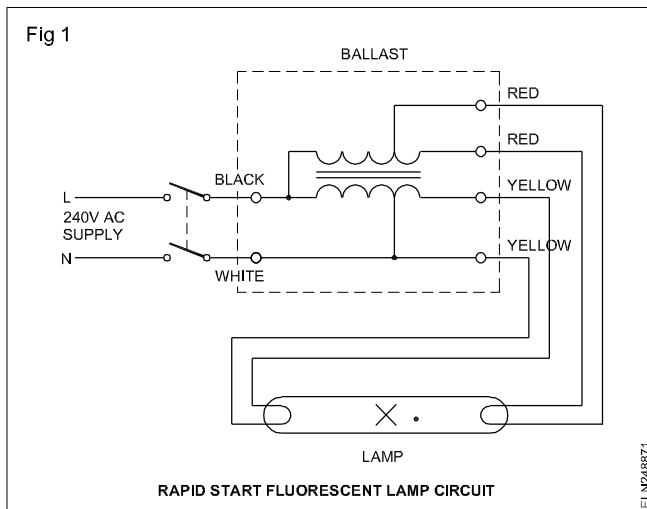 Fig 1
BALLAST
RED
RED
BLACK
YELLOW
L
240V AC
SUPPLY
YELLOW
N
WHITE
LAMP
RAPID START FLUORESCENT LAMP CIRCUIT
ELN248871